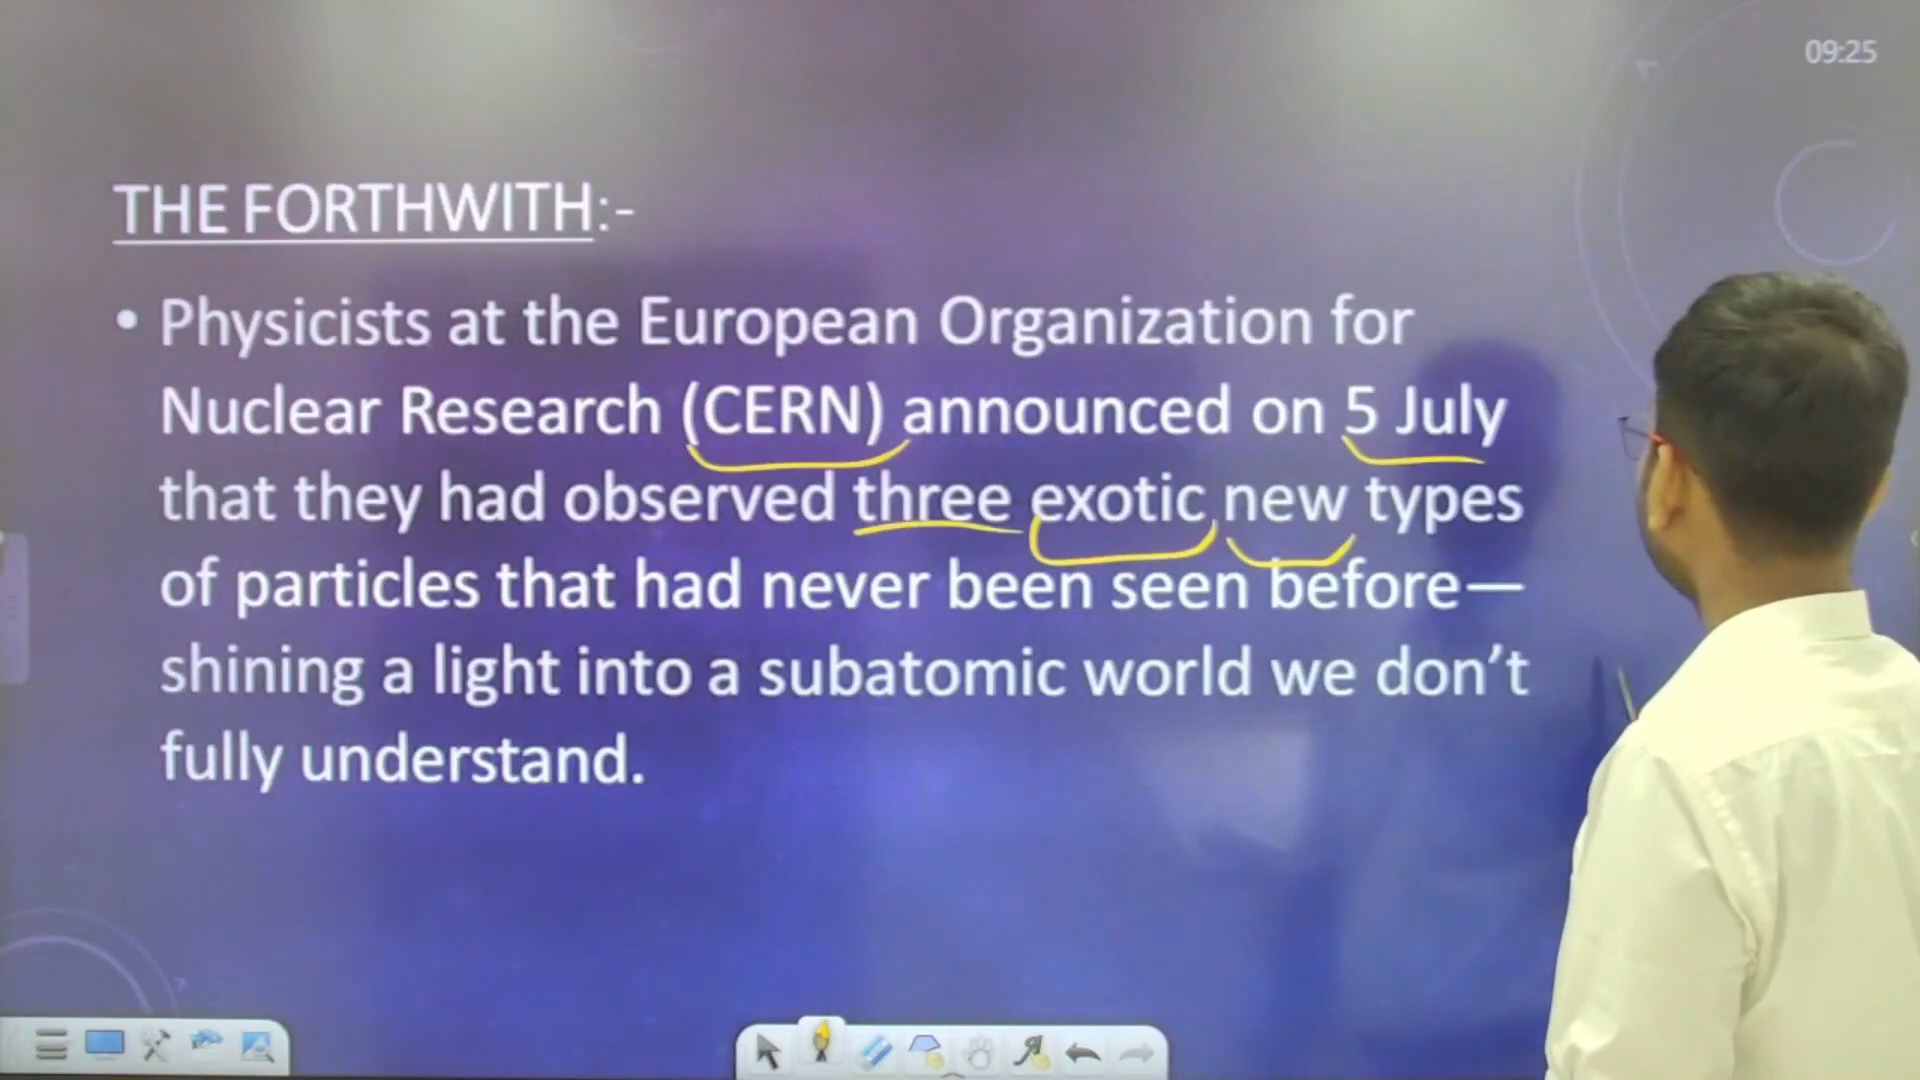 09:25
THE FORTHWITH:-
• Physicists at the European Organization for
Nuclear Research (CERN) announced on 5 July
that they had observed three exotic new types
of particles that had never been seen before—
shining a light into a subatomic world we don’t
fully understand.